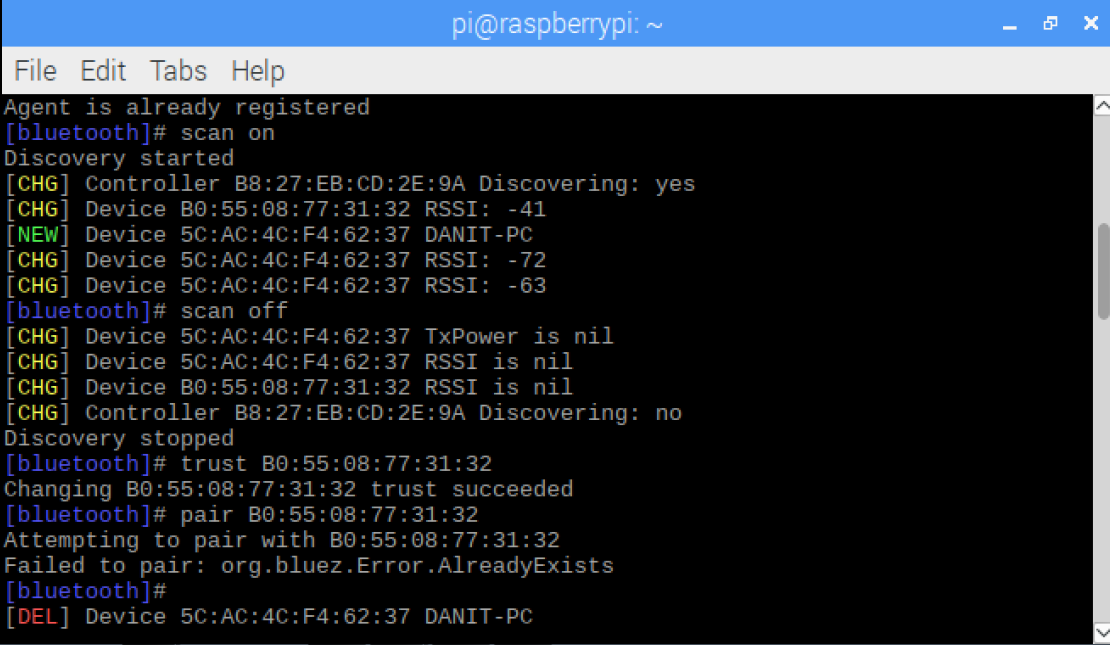 pi@raspberrypi: ~
File Edit Tabs Help
Agent is already registered
[bluetooth]# scan on
Discovery started
[CHG] Controller B8:27:EB:CD:2E:9A Discovering: yes
[CHG] Device B0:55:08:77:31:32 RSSI: -41
[NEW] Device 5C:AC:4C:F4:62:37 DANIT-PC
[CHG] Device 5C:AC:4C:F4:62:37 RSSI: -72
[CHG] Device 5C:AC:4C:F4:62:37 RSSI: -63
[bluetooth]# scan off
[CHG] Device 5C:AC:4C:F4:62:37 TxPower is nil
[CHG] Device 5C:AC:4C:F4:62:37 RSSI is nil
[CHG] Device B0:55:08:77:31:32 RSSI is nil
[CHG] Controller B8:27:EB:CD:2E:9A Discovering: no
Discovery stopped
[bluetooth]# trust B0:55:08:77:31:32
Changing B0:55:08:77:31:32 trust succeeded
[bluetooth]# pair B0:55:08:77:31:32
Attempting to pair with B0:55:08:77:31:32
Failed to pair: org.bluez.Error.AlreadyExists
[bluetooth]#
[DEL] Device 5C:AC:4C:F4:62:37 DANIT-PC